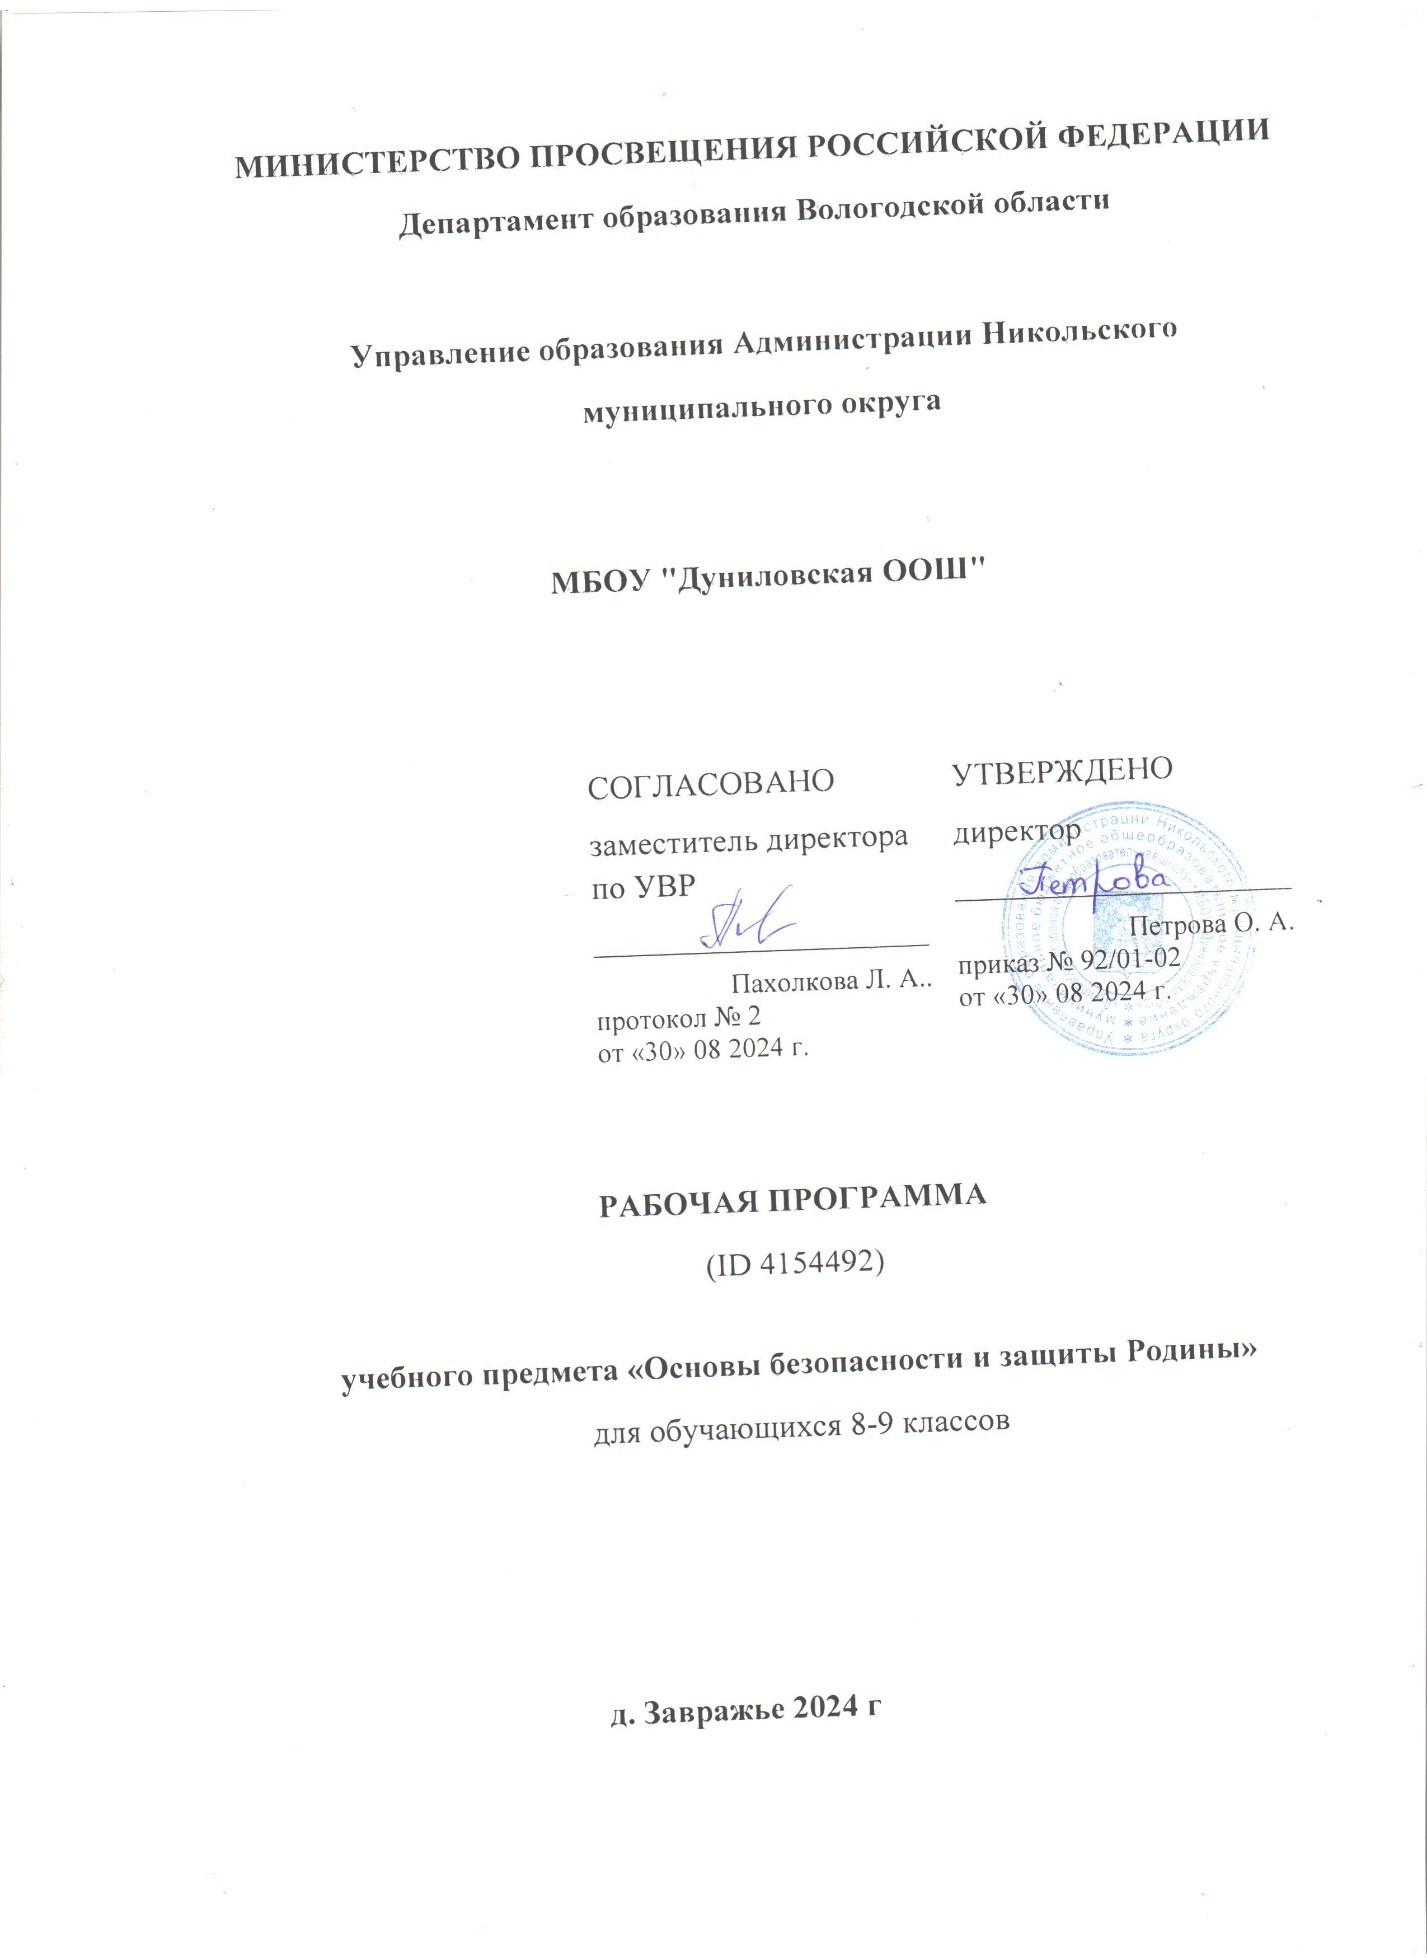 МИНИСТЕРСТВО ПРОСВЕЩЕНИЯ РОССИЙСКОЙ ФЕДЕРАЦИИ
Департамент образования Вологодской области
Управление образования Администрации Никольского
муниципального округа
МБОУ "Дуниловская ООШ"
СОГЛАСОВАНО
заместитель директора
по УВР
Пахолкова Л. А..
протокол № 2
от «30» 08 2024 г.
УТВЕРЖДЕНО
директор
Петрова
Петрова О. А.
приказ № 92/01-02
от «30» 08 2024 г.
РАБОЧАЯ ПРОГРАММА
(ID 4154492)
учебного предмета «Основы безопасности и защиты Родины»
для обучающихся 8-9 классов
д. Завражье 2024 г